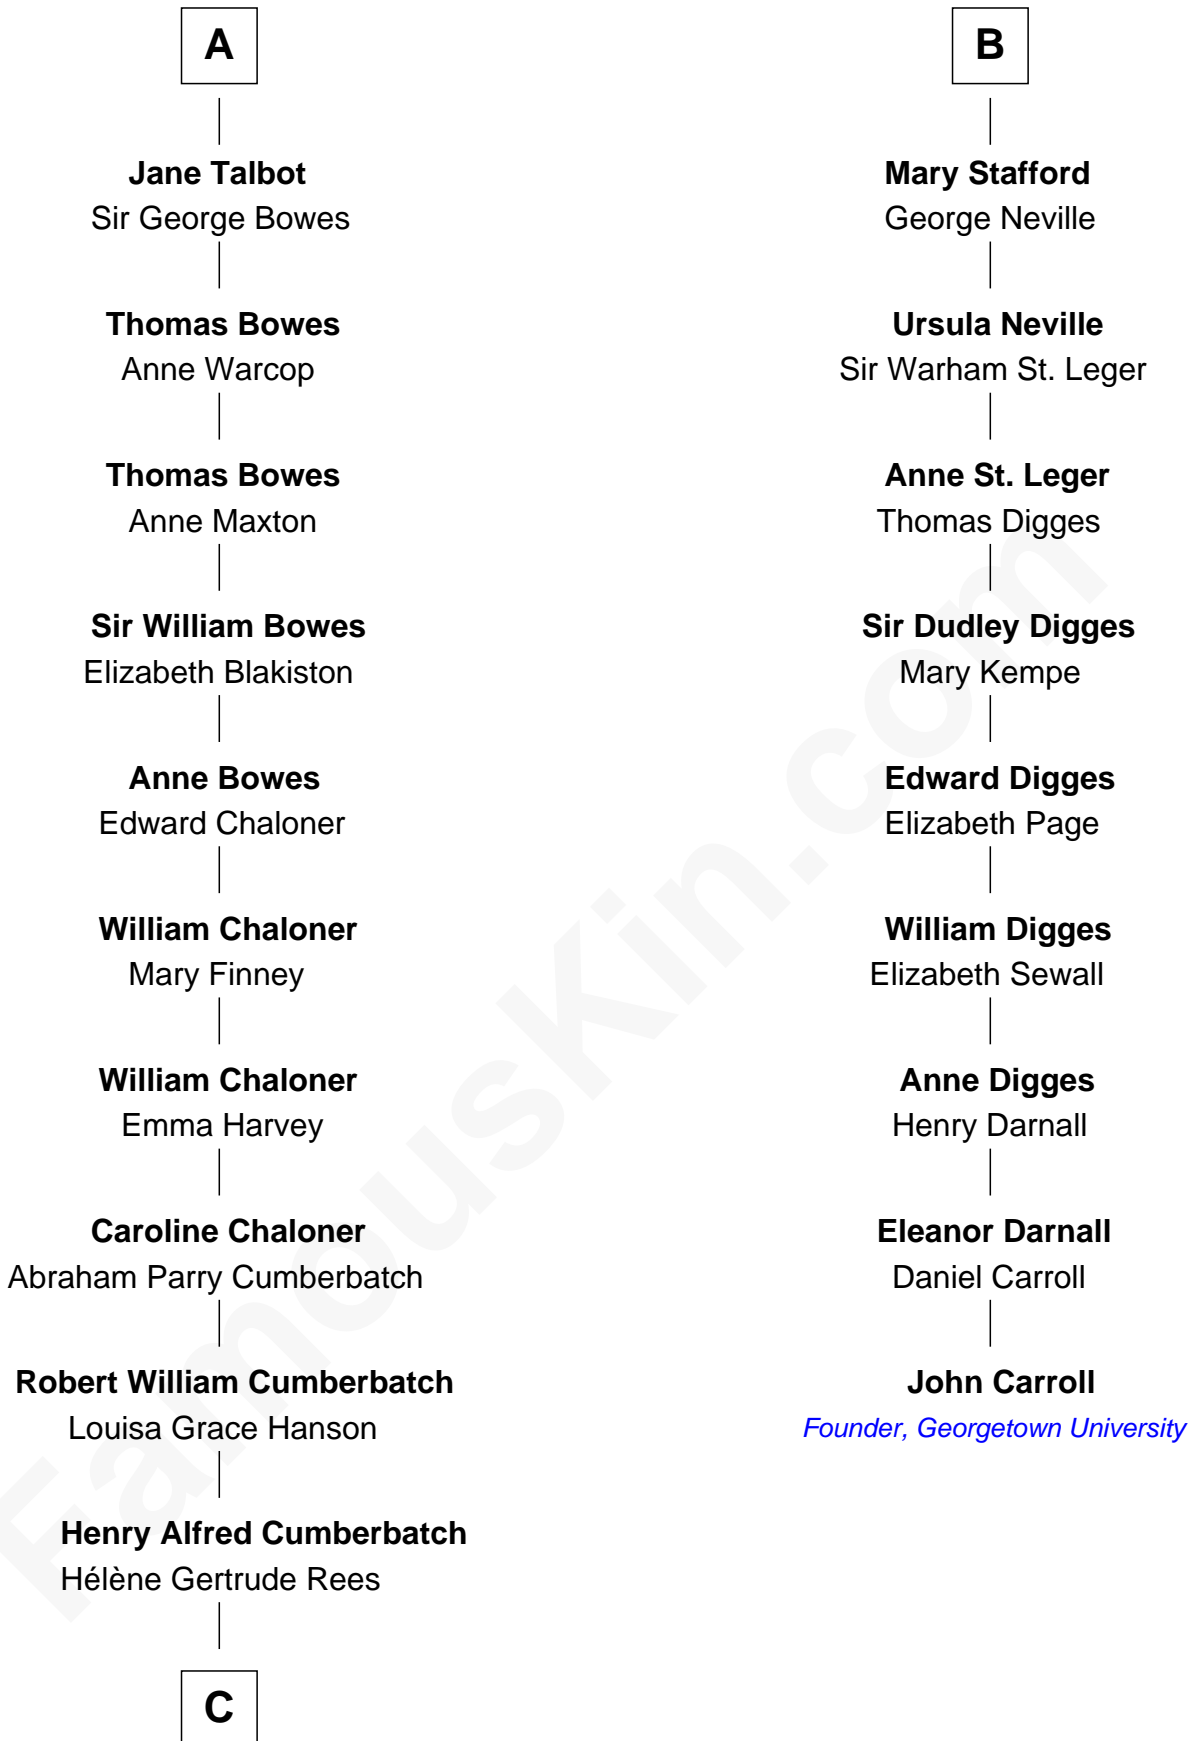 A
Jane Talbot
Sir George Bowes
Thomas Bowes
Anne Warcop
Thomas Bowes
Anne Maxton
Sir William Bowes
Elizabeth Blakiston
Anne Bowes
Edward Chaloner
William Chaloner
Mary Finney
William Chaloner
Emma Harvey
Caroline Chaloner
Abraham Parry Cumberbatch
Robert William Cumberbatch
Louisa Grace Hanson
Henry Alfred Cumberbatch
Hélène Gertrude Rees
C
B
Mary Stafford
George Neville
Ursula Neville
Sir Warham St. Leger
Anne St. Leger
Thomas Digges
Sir Dudley Digges
Mary Kempe
Edward Digges
Elizabeth Page
William Digges
Elizabeth Sewall
Anne Digges
Henry Darnall
Eleanor Darnall
Daniel Carroll
John Carroll
Founder, Georgetown University
FamousKin.com